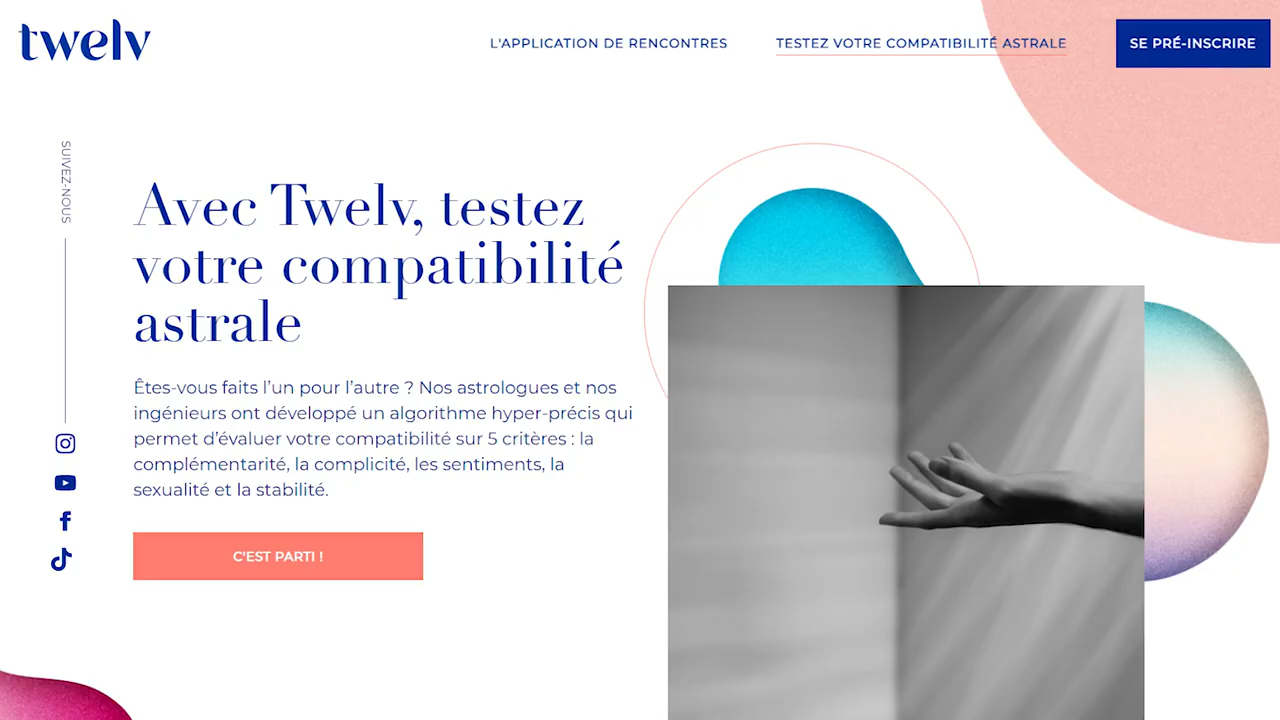 twelv
L'APPLICATION DE RENCONTRES
TESTEZ VOTRE COMPATIBILITÉ ASTRALE
SE PRÉ-INSCRIRE
SUIVEZ-NOUS
Avec Twelv, testez
votre compatibilité
astrale
Êtes-vous faits l’un pour l’autre ? Nos astrologues et nos
ingénieurs ont développé un algorithme hyper-précis qui
permet d’évaluer votre compatibilité sur 5 critères : la
complémentarité, la complicité, les sentiments, la
sexualité et la stabilité.
C'EST PARTI !